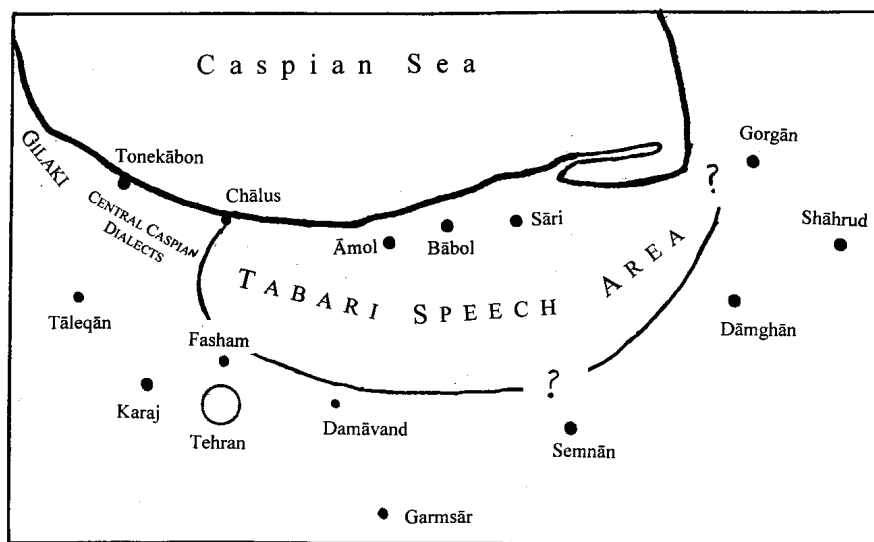 Caspian Sea
GILAKI
Tonekābon
Gorgān
?
CENTRAL CASPIAN
DIALECTS
Chālus
Āmol
Bābol
Sāri
Shāhrud
TABARI SPEECH AREA
Tāleqān
Dāmghān
Fasham
?
Karaj
Tehran
Damāvand
Semnān
Garmsār